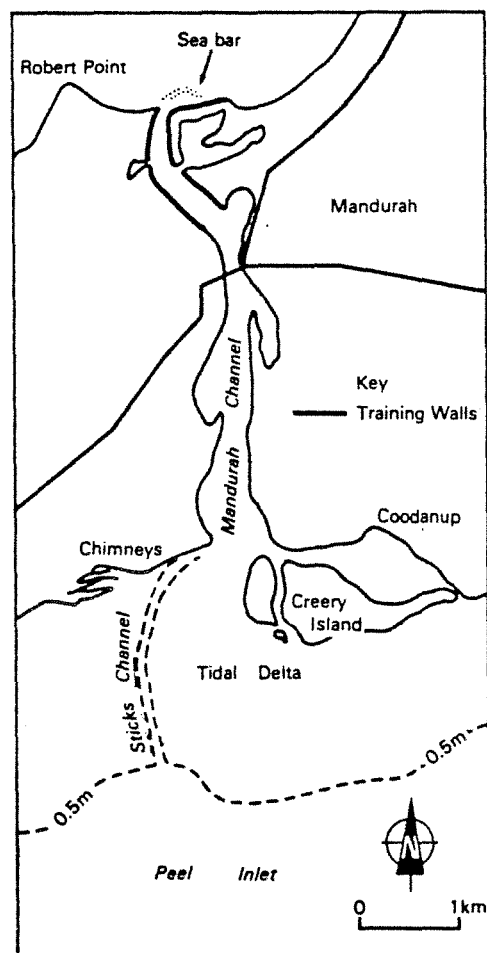 Sea bar
Robert Point
Mandurah
Channel
Mandurah
Key
Training Walls
Coodanup
Chimneys
Creery
Island
Channel
Sticks
Tidal Delta
0.5m
0.5m
N
Peel Inlet
0 1km